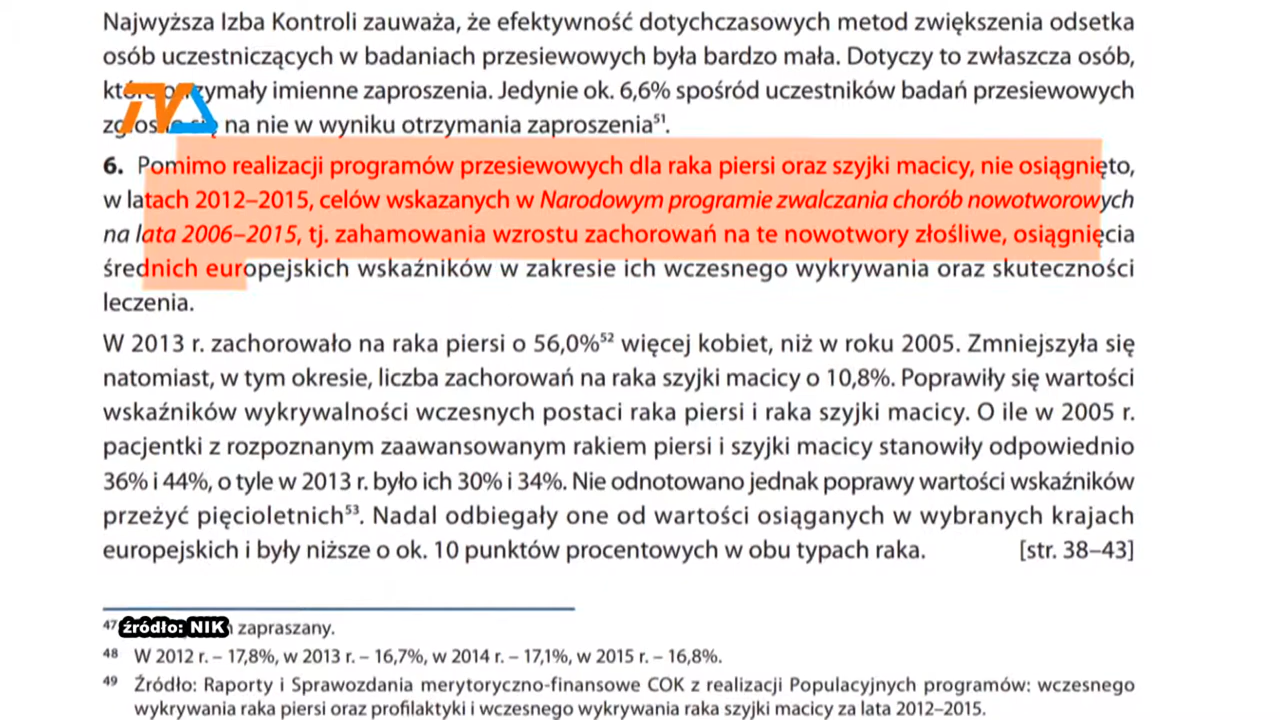 Najwyższa Izba Kontroli zauważa, że efektywność dotychczasowych metod zwiększenia odsetka
osób uczestniczących w badaniach przesiewowych była bardzo mała. Dotyczy to zwłaszcza osób,
które otrzymały imienne zaproszenia. Jedynie ok. 6,6% spośród uczestników badań przesiewowych
zgłosiło się na nie w wyniku otrzymania zaproszenia⁵¹.
TVA
6. Pomimo realizacji programów przesiewowych dla raka piersi oraz szyjki macicy, nie osiągnięto,
w latach 2012–2015, celów wskazanych w Narodowym programie zwalczania chorób nowotworowych
na lata 2006–2015, tj. zahamowania wzrostu zachorowań na te nowotwory złośliwe, osiągnięcia
średnich europejskich wskaźników w zakresie ich wczesnego wykrywania oraz skuteczności
leczenia.
W 2013 r. zachorowało na raka piersi o 56,0%⁵² więcej kobiet, niż w roku 2005. Zmniejszyła się
natomiast, w tym okresie, liczba zachorowań na raka szyjki macicy o 10,8%. Poprawiły się wartości
wskaźników wykrywalności wczesnych postaci raka piersi i raka szyjki macicy. O ile w 2005 r.
pacjentki z rozpoznanym zaawansowanym rakiem piersi i szyjki macicy stanowiły odpowiednio
36% i 44%, o tyle w 2013 r. było ich 30% i 34%. Nie odnotowano jednak poprawy wartości wskaźników
przeżyć pięcioletnich⁵³. Nadal odbiegały one od wartości osiąganych w wybranych krajach
europejskich i były niższe o ok. 10 punktów procentowych w obu typach raka. [str. 38–43]
⁴⁷ zapraszany.
źródło: NIK
⁴⁸ W 2012 r. – 17,8%, w 2013 r. – 16,7%, w 2014 r. – 17,1%, w 2015 r. – 16,8%.
⁴⁹ Źródło: Raporty i Sprawozdania merytoryczno-finansowe COK z realizacji Populacyjnych programów: wczesnego
wykrywania raka piersi oraz profilaktyki i wczesnego wykrywania raka szyjki macicy za lata 2012–2015.